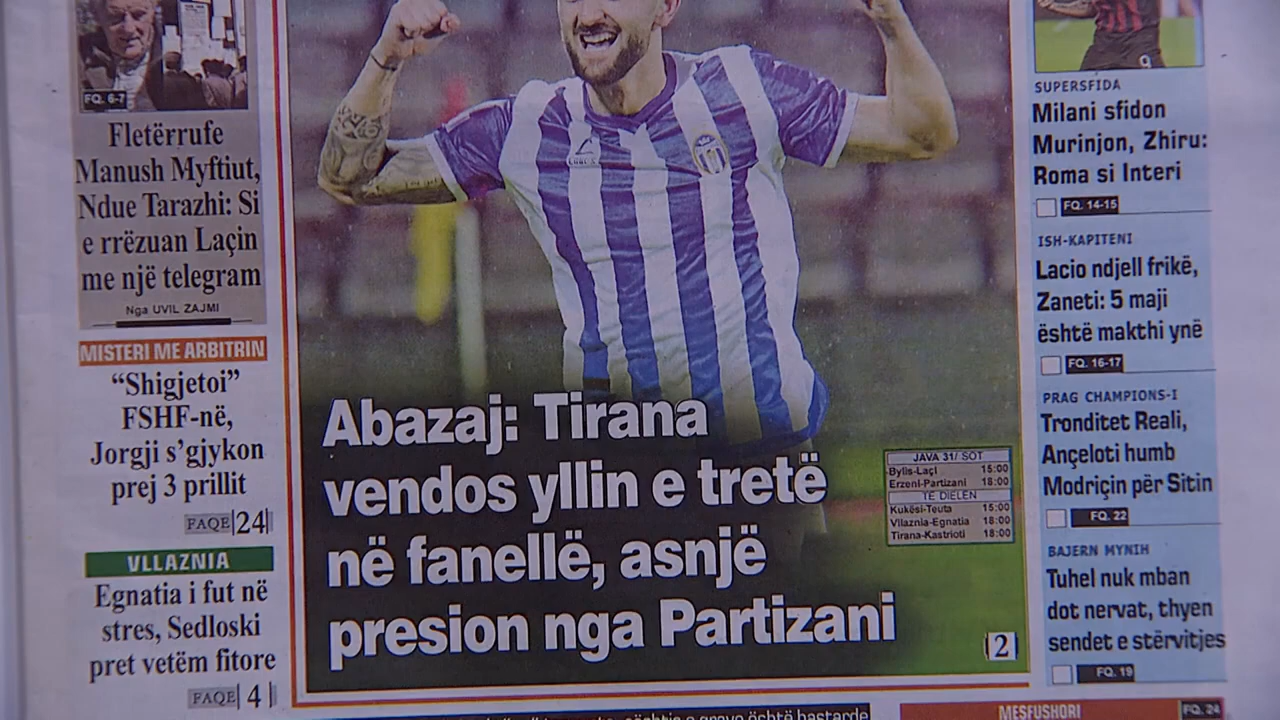 FQ. 6-7
Fletërrufe
Manush Myftiut,
Ndue Tarazhi: Si
e rrëzuan Laçin
me një telegram
Nga UVIL ZAJMI
MISTERI ME ARBITRIN
“Shigjetoi”
FSHF-në,
Jorgji s’gjykon
prej 3 prillit
FAQE 24
VLLAZNIA
Egnatia i fut në
stres, Sedloski
pret vetëm fitore
FAQE 4
Abazaj: Tirana
vendos yllin e tretë
në fanellë, asnjë
presion nga Partizani
2
JAVA 31/ SOT
Bylis-Laçi 15:00
Erzeni-Partizani 18:00
TË DIELËN
Kukësi-Teuta 15:00
Vllaznia-Egnatia 18:00
Tirana-Kastrioti 18:00
SUPERSFIDA
Milani sfidon
Murinjon, Zhiru:
Roma si Interi
FQ. 14-15
ISH-KAPITENI
Lacio ndjell frikë,
Zaneti: 5 maji
është makthi ynë
FQ. 16-17
PRAG CHAMPIONS-I
Tronditet Reali,
Ançeloti humb
Modriçin për Sitin
FQ. 22
BAJERN MYNIH
Tuhel nuk mban
dot nervat, thyen
sendet e stërvitjes
FQ. 19
MESFUSHORI
FQ. 24